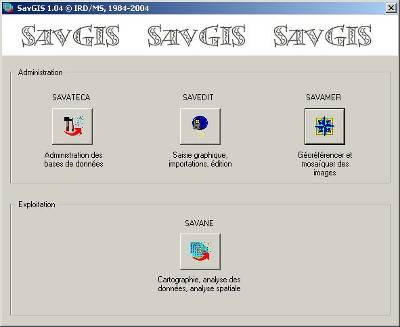 SavGIS 1.04 © IRD/MS, 1984-2004
SAVGIS SAVGIS SAVGIS
Administration
SAVATECA SAVEDIT SAVAMER
Administration des Saisie graphique, Géoréférencer et
bases de données importations, édition mosaïquer des
images
Exploitation
SAVANE
Cartographie, analyse des
données, analyse spatiale